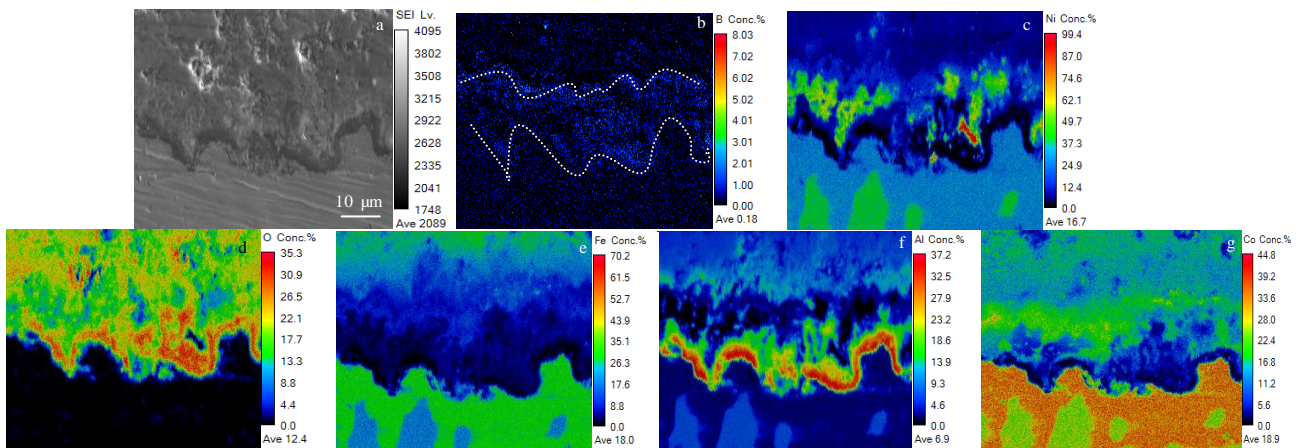 a
SEI Lv.
4095
3802
3508
3215
2922
2628
2335
2041
1748
Ave 2089
10 μm
b
B Conc.%
8.03
7.02
6.02
5.02
4.01
3.01
2.01
1.00
0.00
Ave 0.18
c
Ni Conc.%
99.4
87.0
74.6
62.1
49.7
37.3
24.9
12.4
0.0
Ave 16.7
d
O Conc.%
35.3
30.9
26.5
22.1
17.7
13.3
8.8
4.4
0.0
Ave 12.4
e
Fe Conc.%
70.2
61.5
52.7
43.9
35.1
26.3
17.6
8.8
0.0
Ave 18.0
f
Al Conc.%
37.2
32.5
27.9
23.2
18.6
13.9
9.3
4.6
0.0
Ave 6.9
g
Co Conc.%
44.8
39.2
33.6
28.0
22.4
16.8
11.2
5.6
0.0
Ave 18.9